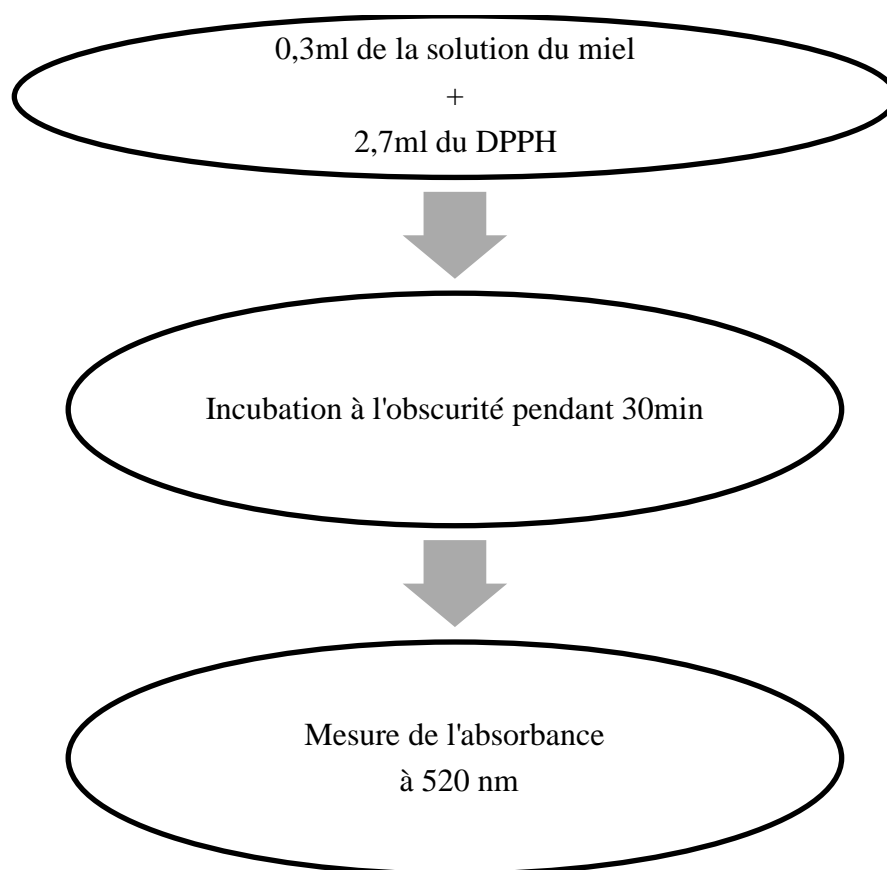 0,3ml de la solution du miel
+
2,7ml du DPPH
Incubation à l'obscurité pendant 30min
Mesure de l'absorbance
à 520 nm